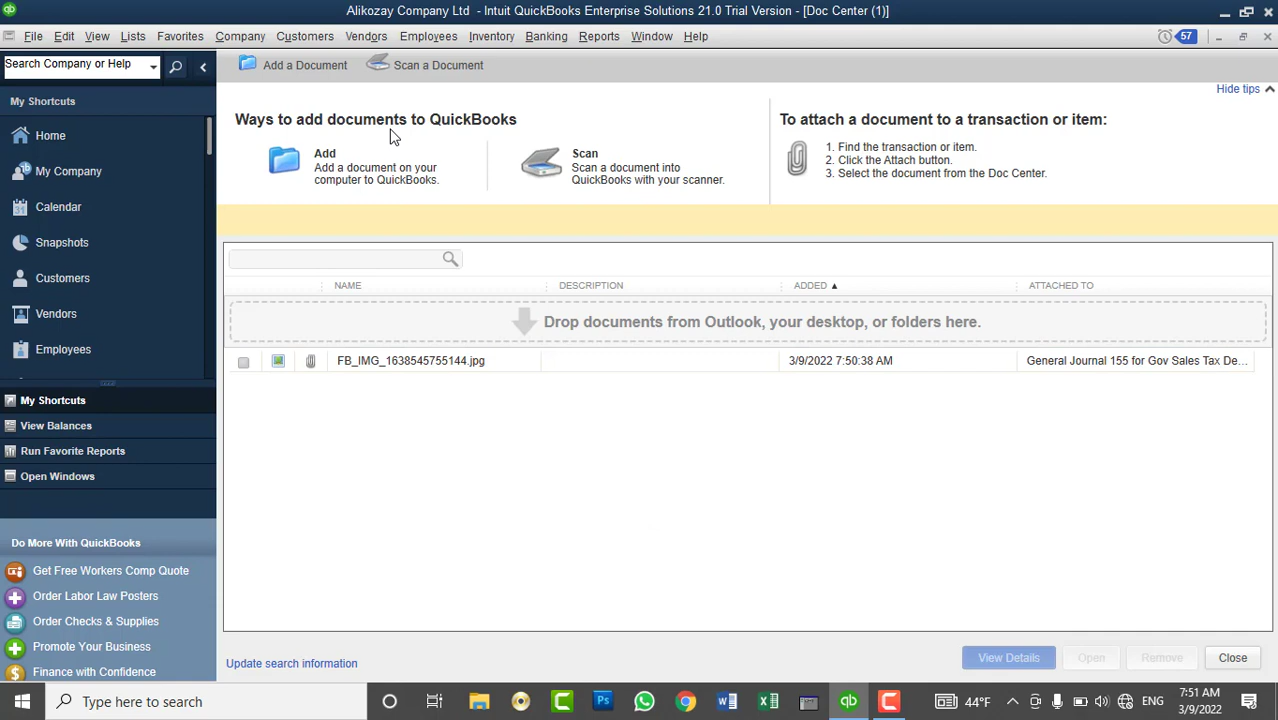 Alikozay Company Ltd - Intuit QuickBooks Enterprise Solutions 21.0 Trial Version - [Doc Center (1)]
File Edit View Lists Favorites Company Customers Vendors Employees Inventory Banking Reports Window Help 57
Search Company or Help
Add a Document Scan a Document
Hide tips
My Shortcuts
Home
My Company
Calendar
Snapshots
Customers
Vendors
Employees
My Shortcuts
View Balances
Run Favorite Reports
Open Windows
Do More With QuickBooks
Get Free Workers Comp Quote
Order Labor Law Posters
Order Checks & Supplies
Promote Your Business
Finance with Confidence
Ways to add documents to QuickBooks
Add
Add a document on your
computer to QuickBooks.
Scan
Scan a document into
QuickBooks with your scanner.
To attach a document to a transaction or item:
1. Find the transaction or item.
2. Click the Attach button.
3. Select the document from the Doc Center.
NAME DESCRIPTION ADDED ▲ ATTACHED TO
Drop documents from Outlook, your desktop, or folders here.
FB_IMG_1638545755144.jpg 3/9/2022 7:50:38 AM General Journal 155 for Gov Sales Tax De...
Update search information
View Details Open Remove Close
Type here to search
44°F ENG
7:51 AM
3/9/2022